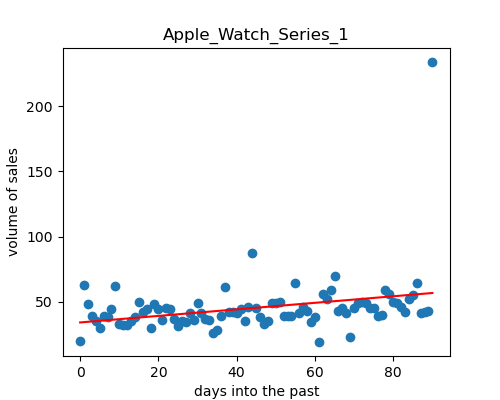 Apple_Watch_Series_1
volume of sales
200
150
100
50
0 20 40 60 80
days into the past